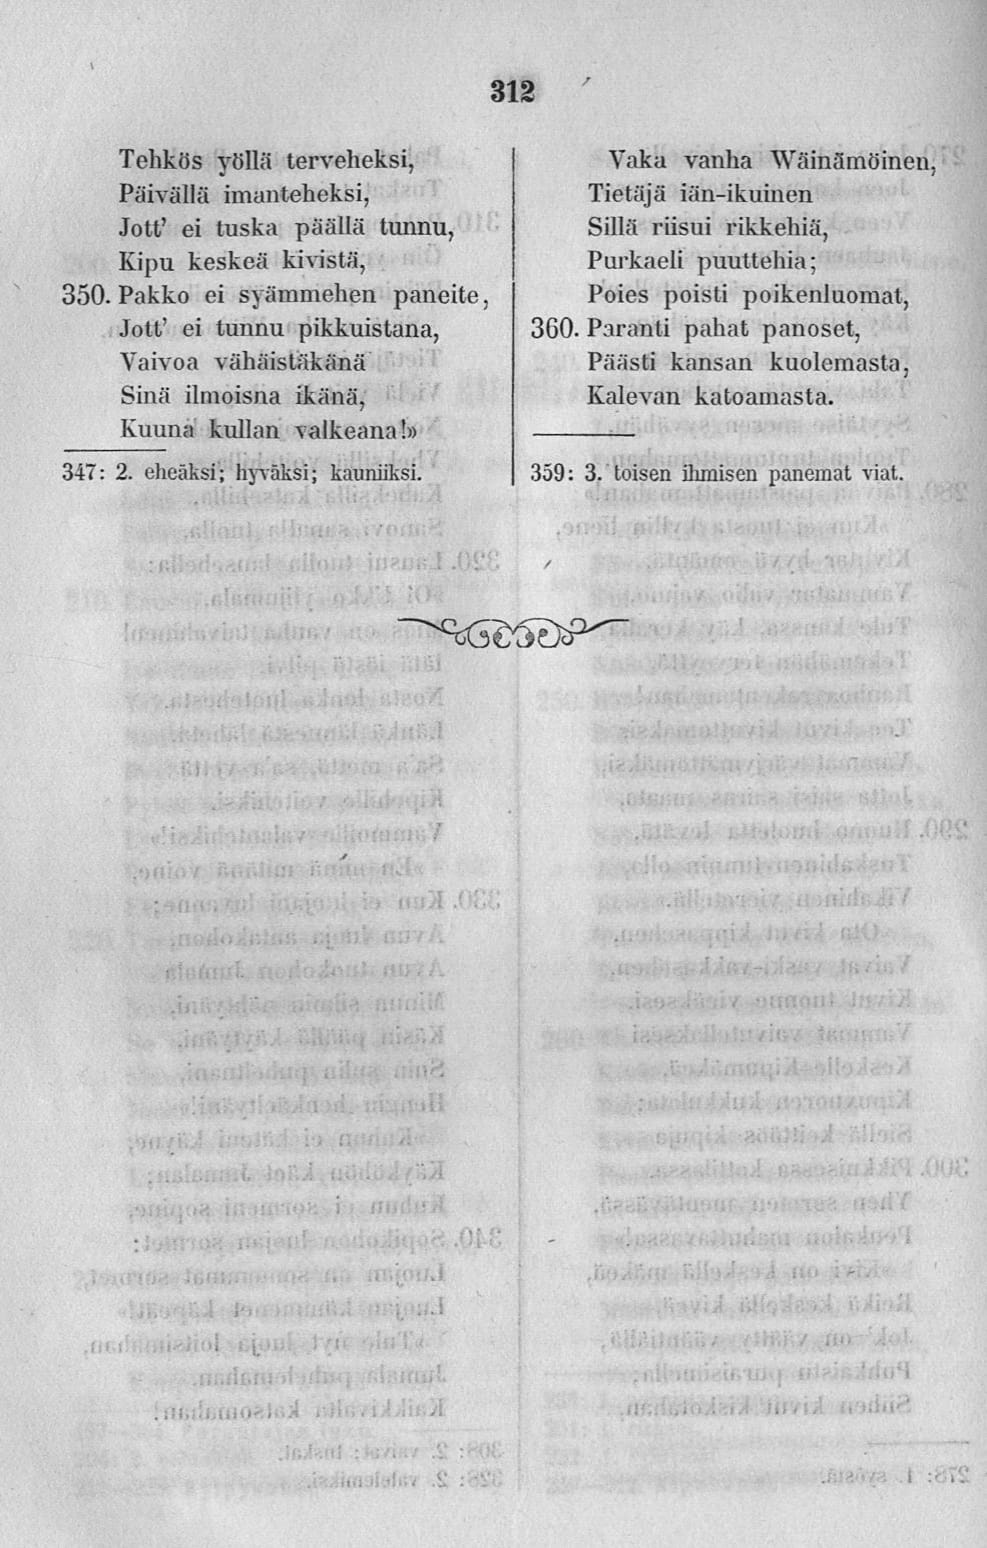 312
Tehkös yöllä terveheksi,
Päivällä imanteheksi,
Jott' ei tuska päällä tunnu,
Kipu keskeä kivistä,
350. Pakko ei syämmehen paneite,
Jott' ei tunnu pikkuistana,
Vaivoa vähäistäkänä
Sinä ilmoisna ikänä,
Kuuna kullan valkeana!»
347: 2. eheäksi; hyväksi; kauniiksi.
Vaka vanha Wäinämöinen,
Tietäjä iän-ikuinen
Sillä riisui rikkehiä,
Purkaeli puuttehia;
Poies poisti poikenluomat,
360. Paranti pahat panoset,
Päästi kansan kuolemasta,
Kalevan katoamasta.
359: 3. toisen ihmisen panemat viat.